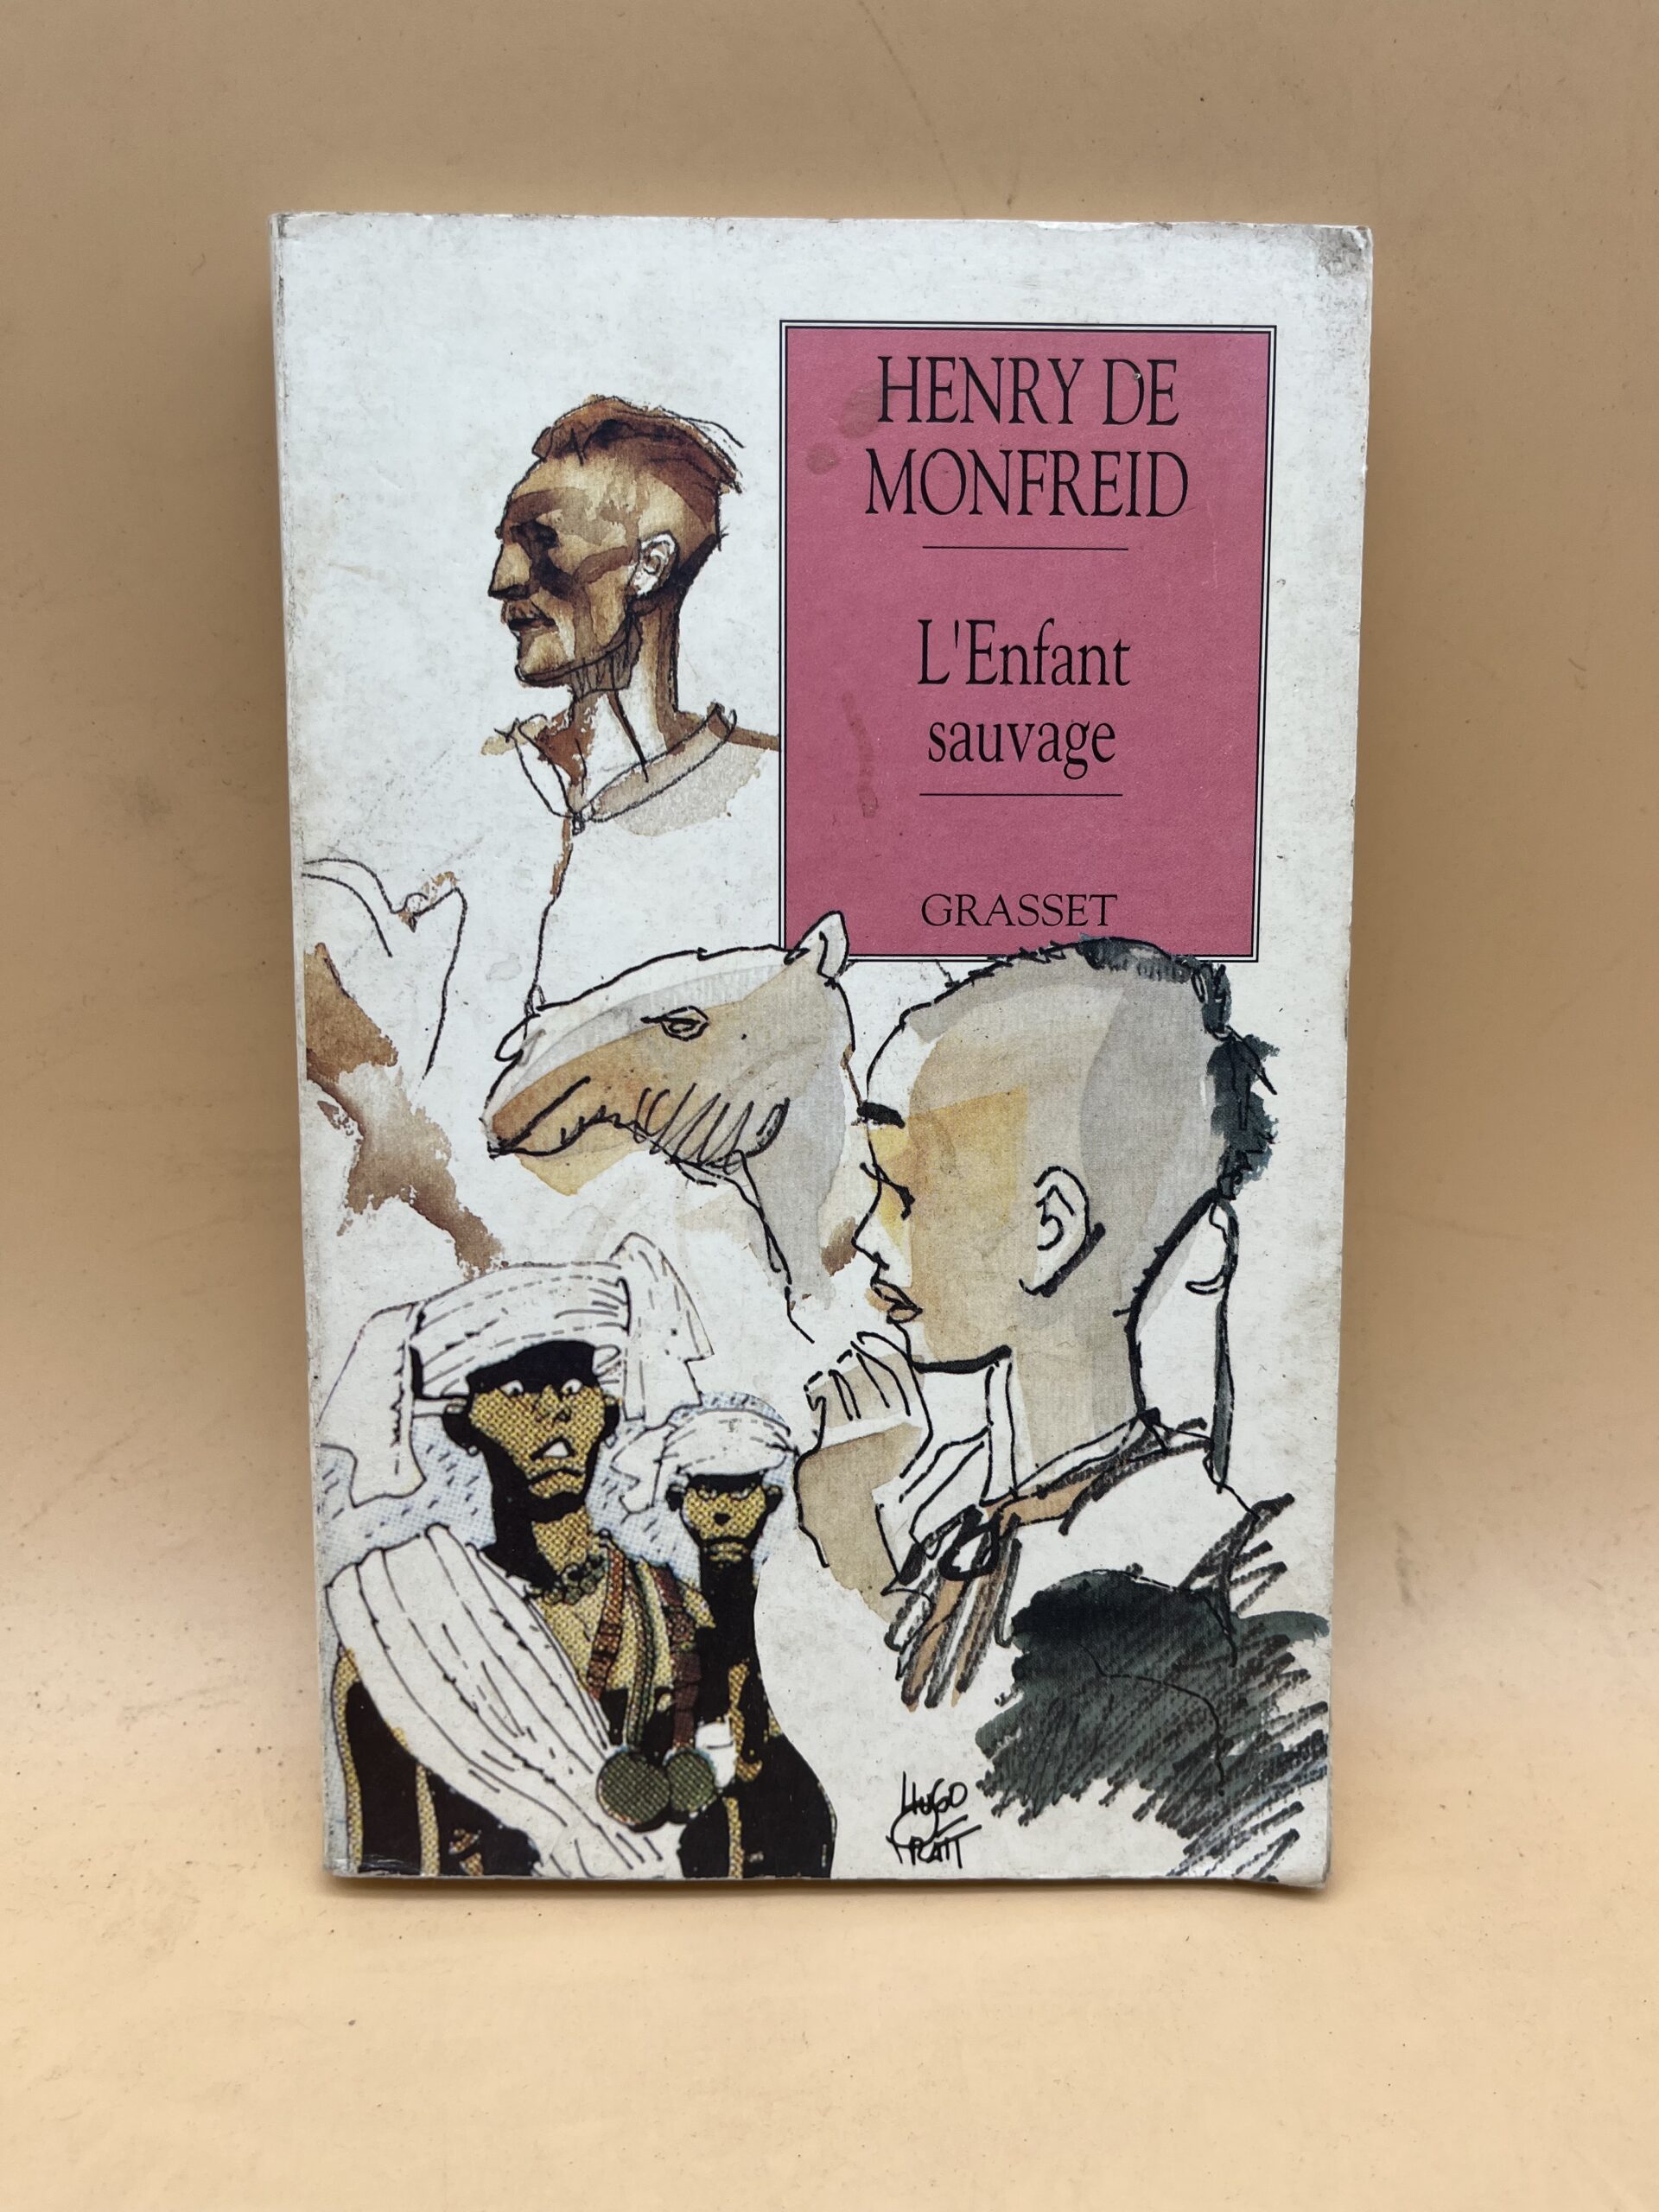 HENRY DE
MONFREID
L'Enfant
sauvage
GRASSET
HUGO
PRATT